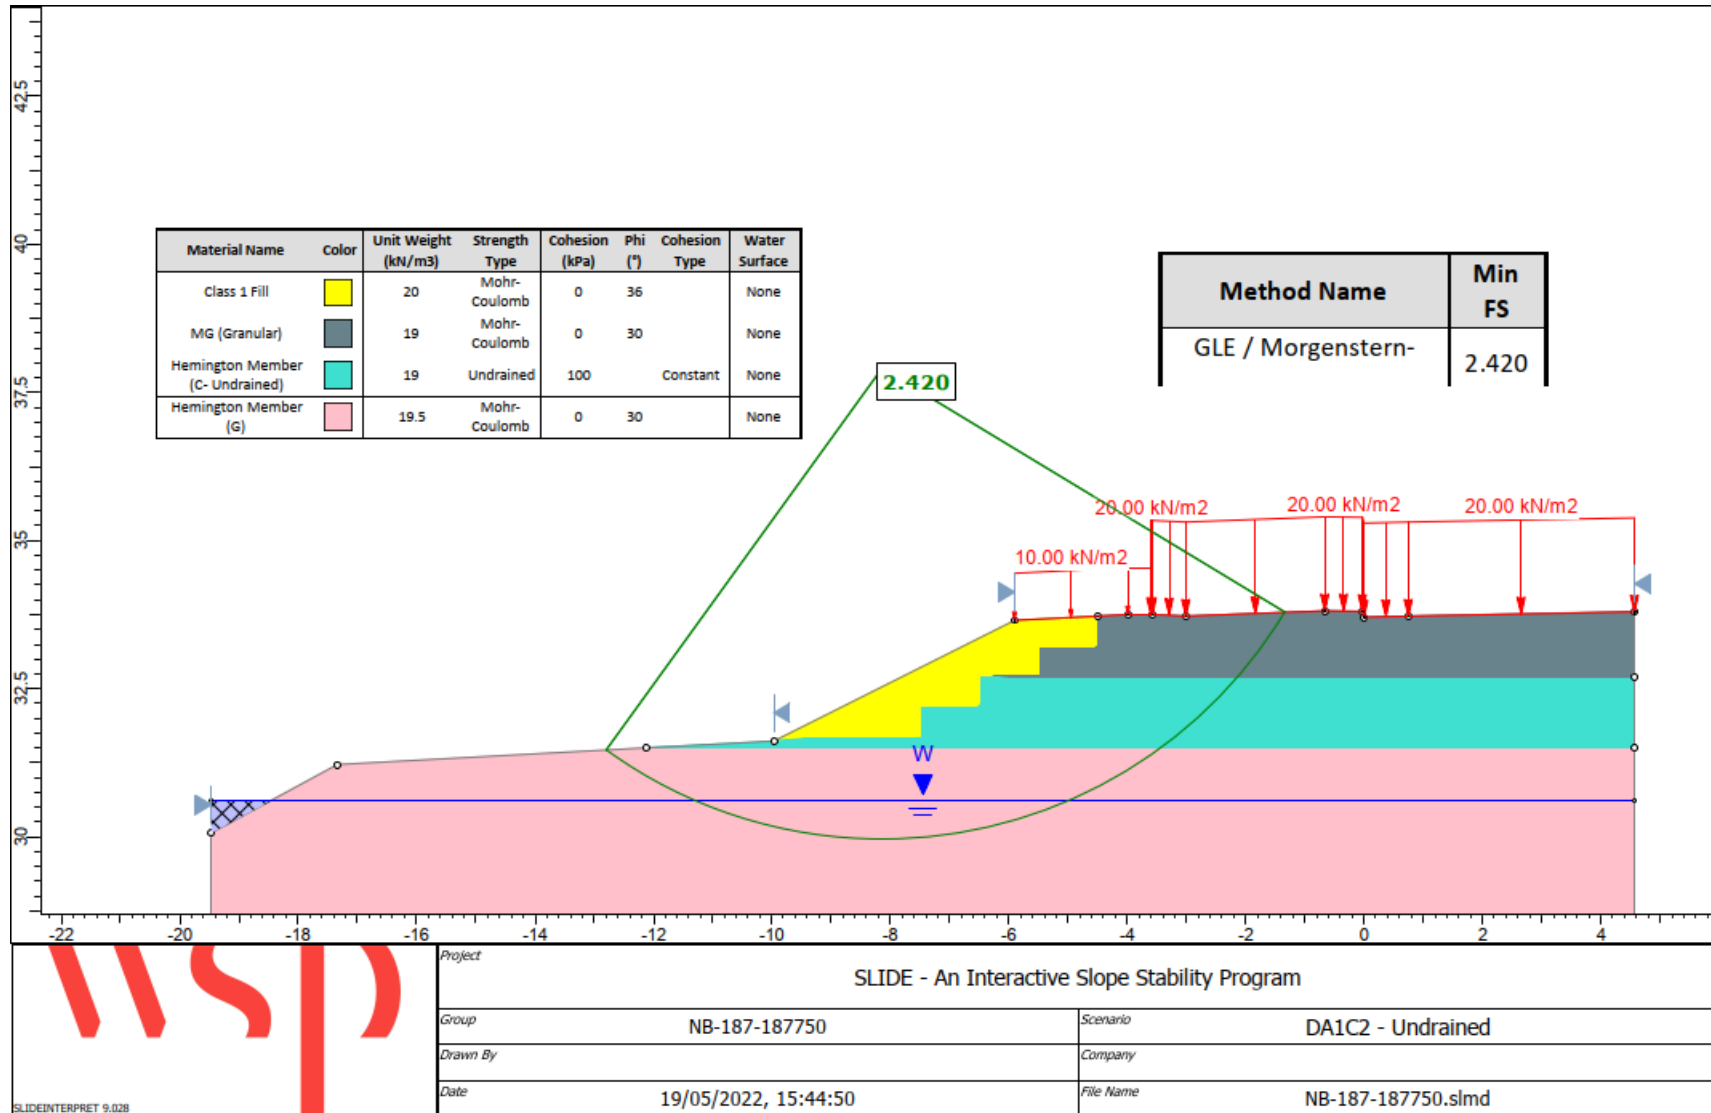 42.5
40
37.5
35
32.5
30
Material Name Color Unit Weight (kN/m3) Strength Type Cohesion (kPa) Phi (°) Cohesion Type Water Surface
Class 1 Fill 20 Mohr-Coulomb 0 36 None
MG (Granular) 19 Mohr-Coulomb 0 30 None
Hemington Member (C- Undrained) 19 Undrained 100 Constant None
Hemington Member (G) 19.5 Mohr-Coulomb 0 30 None
Method Name Min FS
GLE / Morgenstern- 2.420
2.420
10.00 kN/m2
20.00 kN/m2
20.00 kN/m2
20.00 kN/m2
W
-22 -20 -18 -16 -14 -12 -10 -8 -6 -4 -2 0 2 4
wsp
SLIDEINTERPRET 9.028
Project
SLIDE - An Interactive Slope Stability Program
Group NB-187-187750
Scenario DA1C2 - Undrained
Drawn By
Company
Date 19/05/2022, 15:44:50
File Name NB-187-187750.slmd